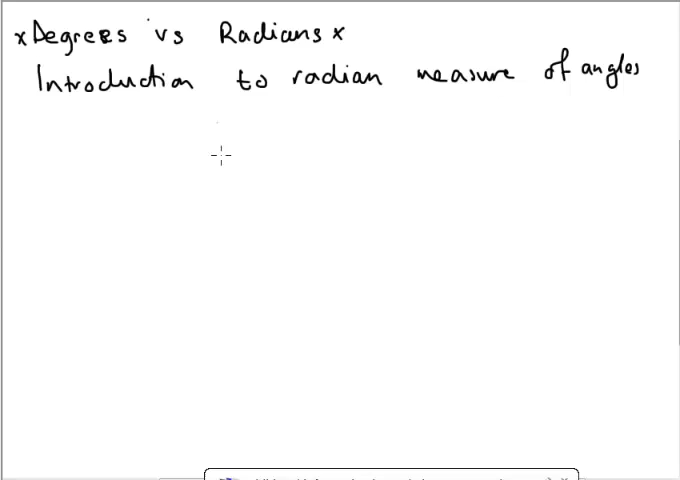 x Degrees vs Radians x
Introduction to radian measure of angles